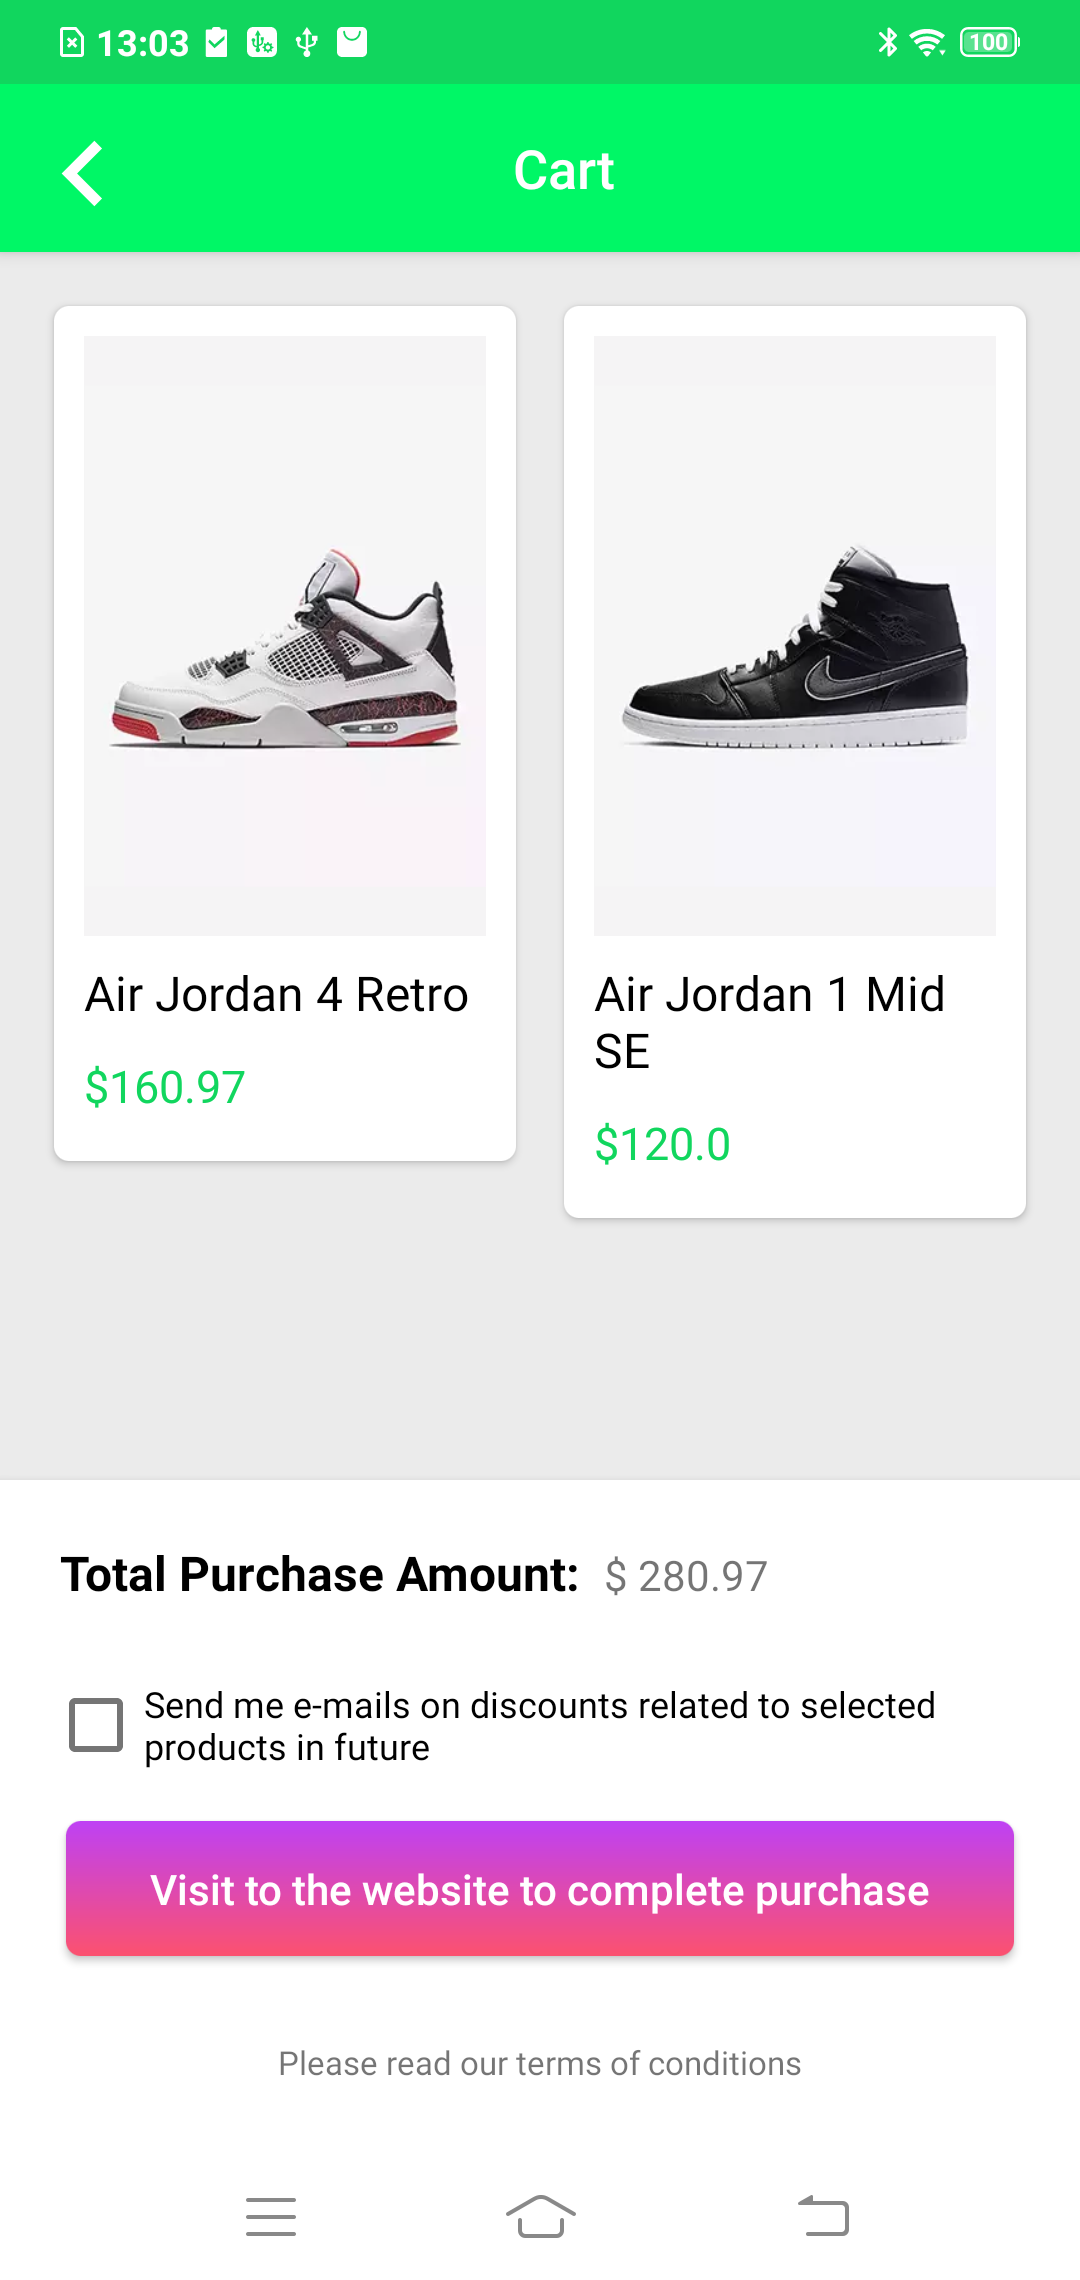 13:03
100
Cart
Air Jordan 4 Retro
$160.97
Air Jordan 1 Mid
SE
$120.0
Total Purchase Amount: $ 280.97
Send me e-mails on discounts related to selected
products in future
Visit to the website to complete purchase
Please read our terms of conditions